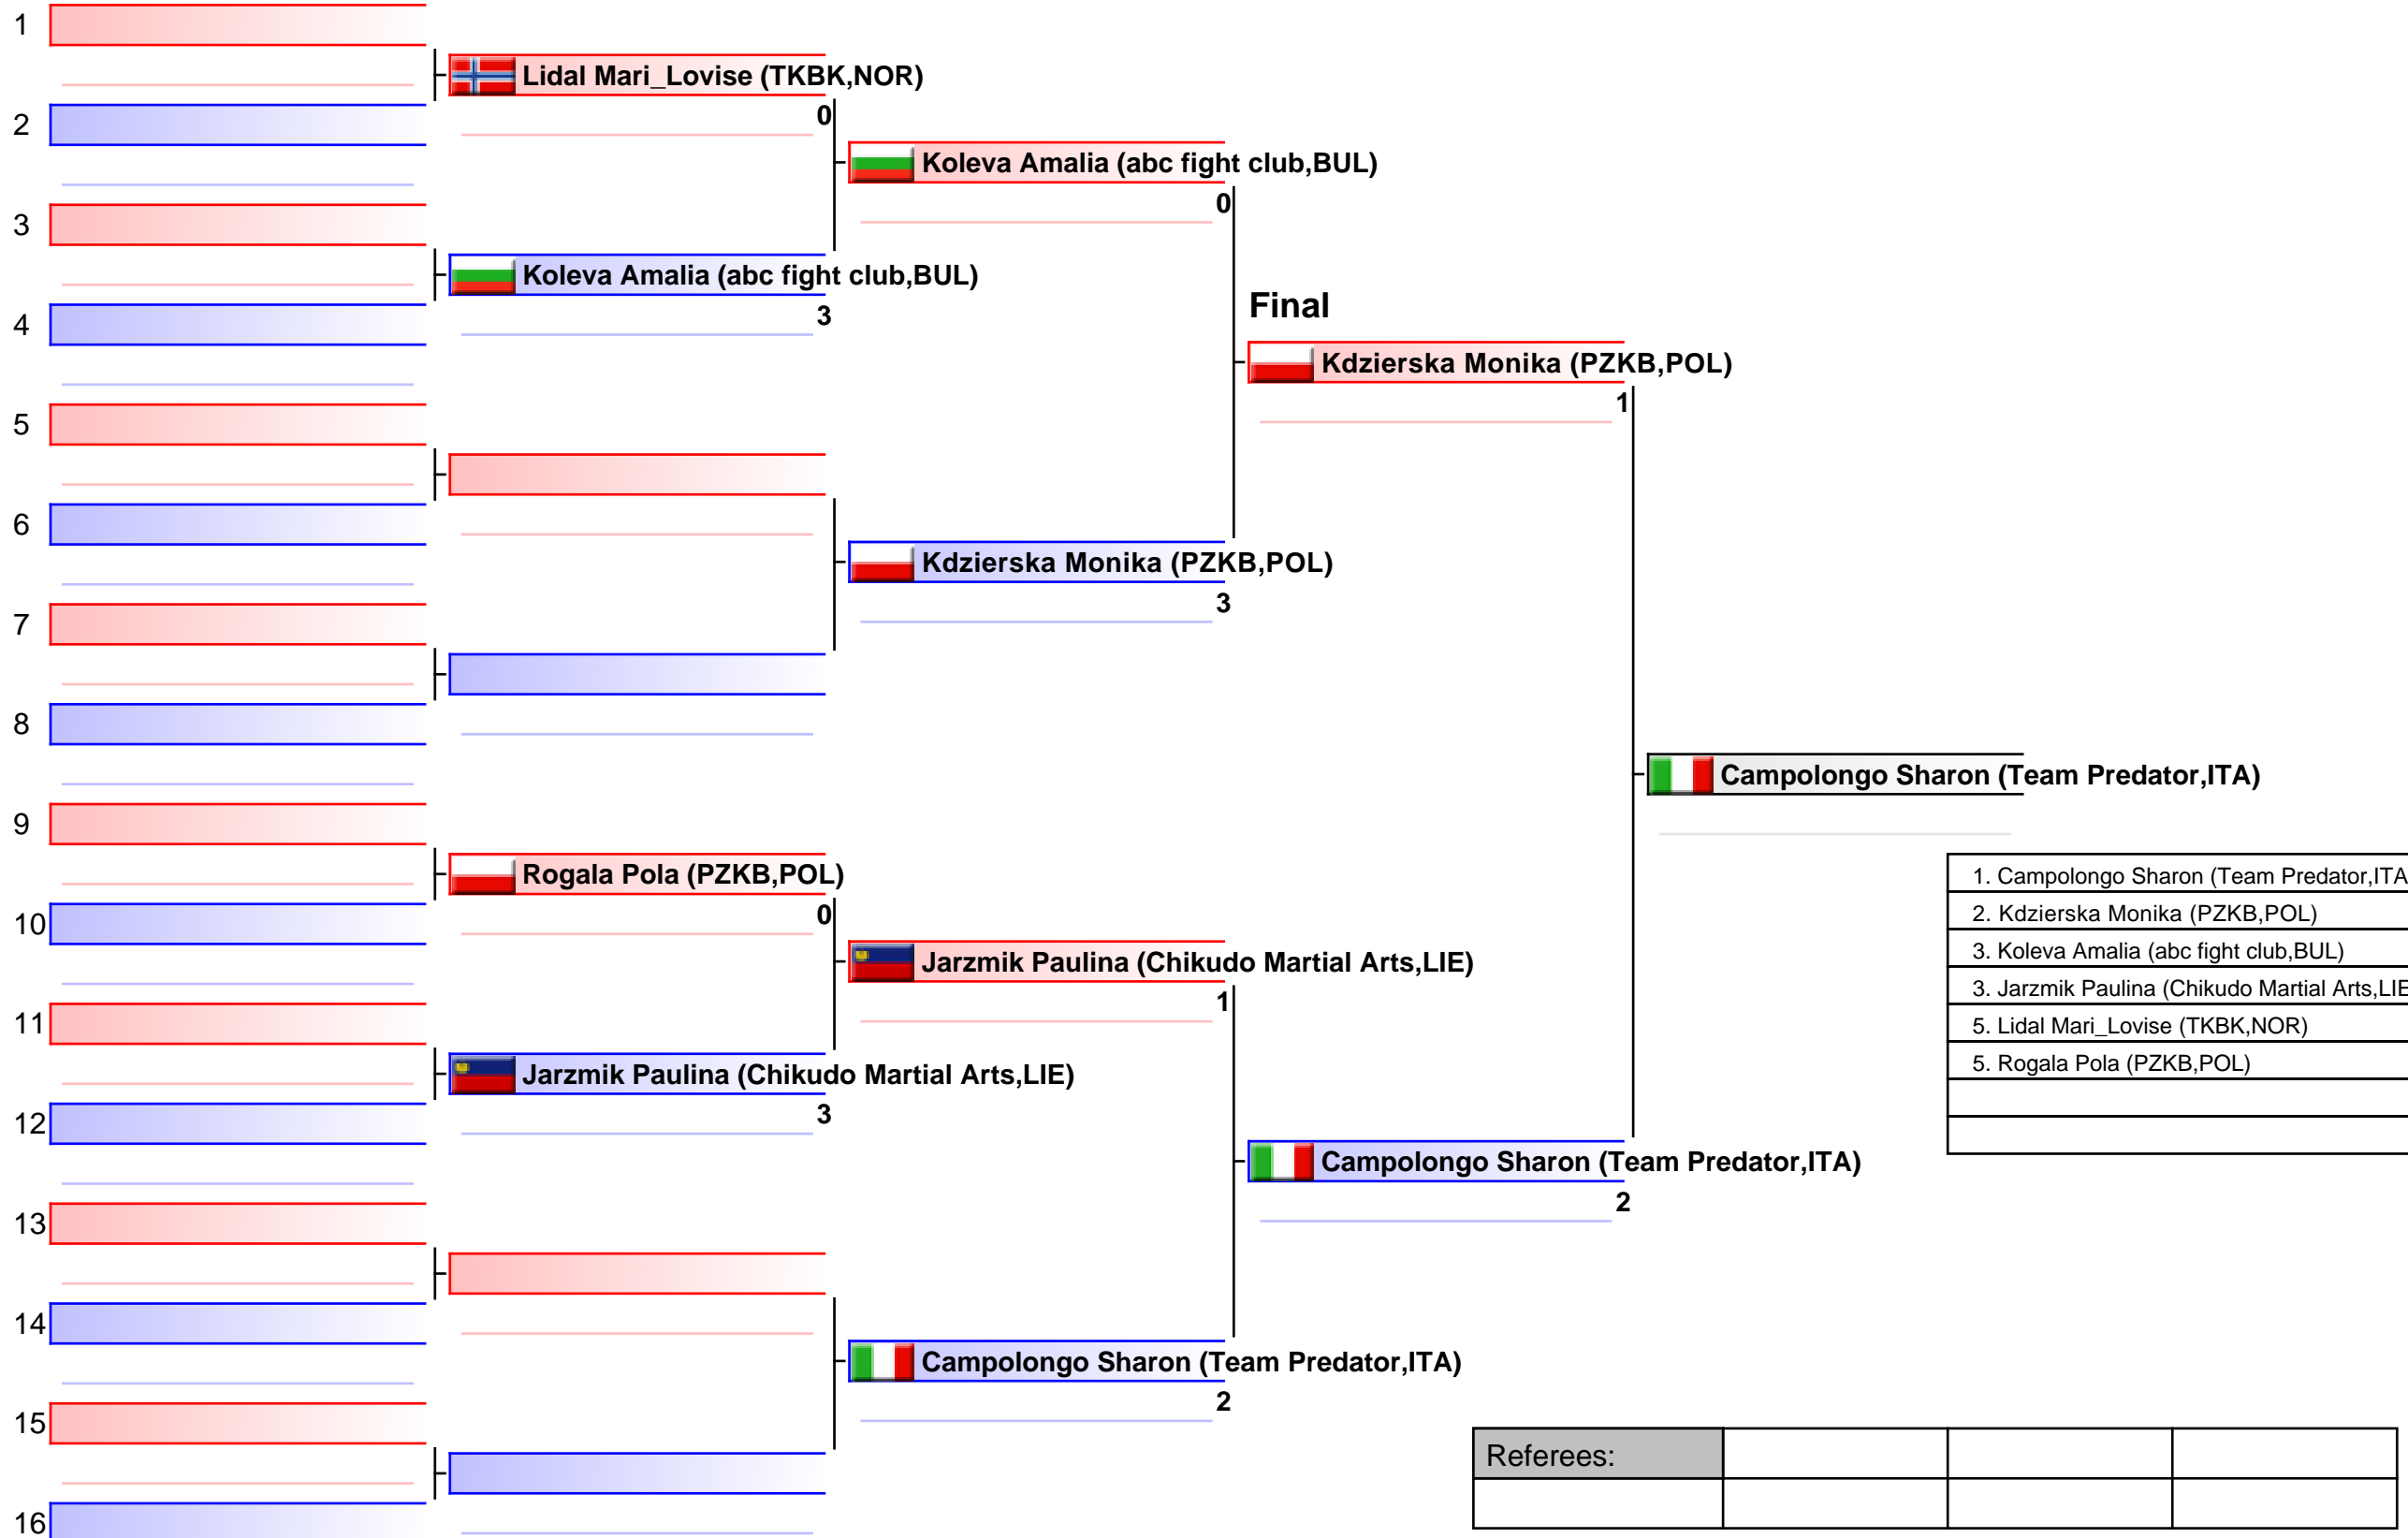 1
Lidal Mari_Lovise (TKBK,NOR)
0
2
Koleva Amalia (abc fight club,BUL)
0
3
Koleva Amalia (abc fight club,BUL)
3
4
Final
Kdzierska Monika (PZKB,POL)
1
5
6
Kdzierska Monika (PZKB,POL)
3
7
8
Campolongo Sharon (Team Predator,ITA)
9
Rogala Pola (PZKB,POL)
0
10
Jarzmik Paulina (Chikudo Martial Arts,LIE)
1
11
Jarzmik Paulina (Chikudo Martial Arts,LIE)
3
12
Campolongo Sharon (Team Predator,ITA)
2
13
14
Campolongo Sharon (Team Predator,ITA)
2
15
16
1. Campolongo Sharon (Team Predator,ITA
2. Kdzierska Monika (PZKB,POL)
3. Koleva Amalia (abc fight club,BUL)
3. Jarzmik Paulina (Chikudo Martial Arts,LIE
5. Lidal Mari_Lovise (TKBK,NOR)
5. Rogala Pola (PZKB,POL)
Referees: